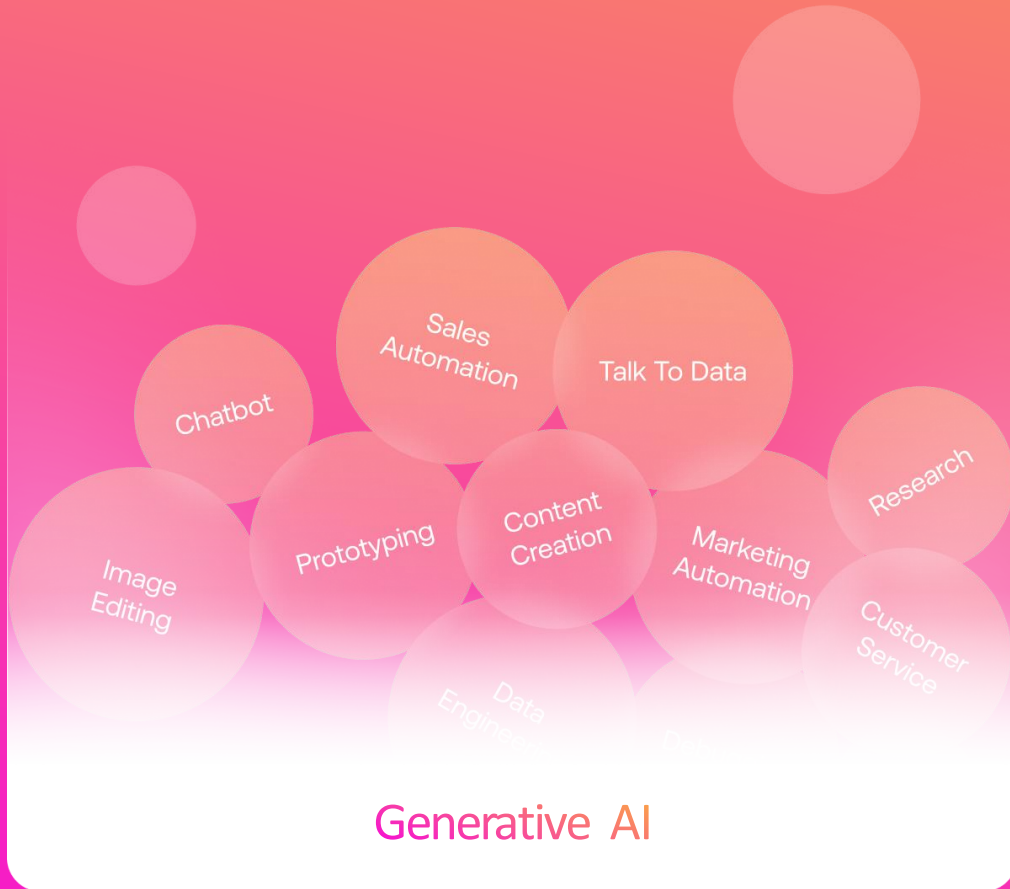 Sales
Automation
Talk To Data
Chatbot
Research
Content
Creation
Prototyping
Marketing
Automation
Image
Editing
Customer
Service
Data
Generative AI